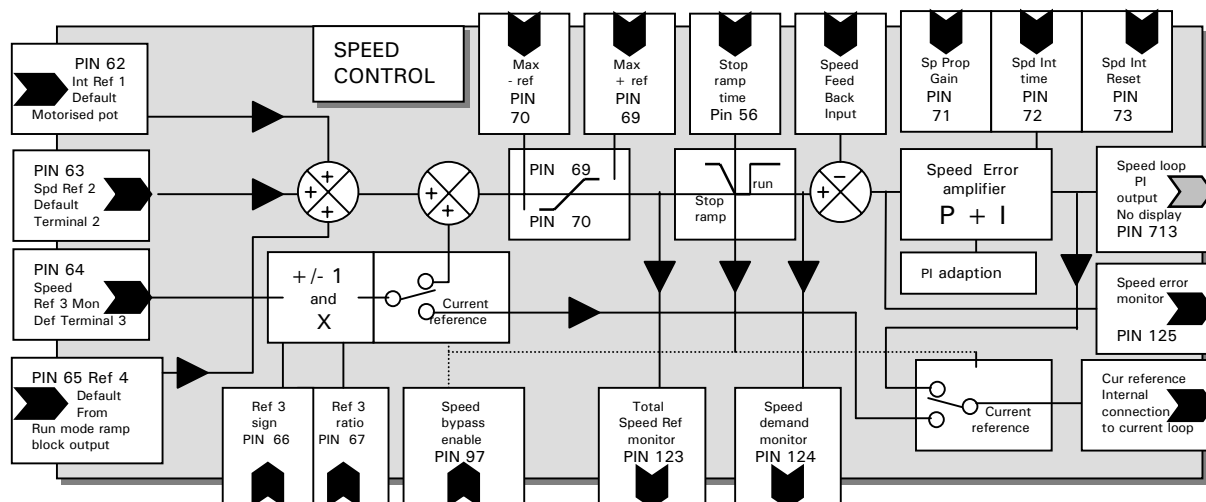 SPEED
CONTROL
PIN 62
Int Ref 1
Default
Motorised pot
PIN 63
Spd Ref 2
Default
Terminal 2
PIN 64
Speed
Ref 3 Mon
Def Terminal 3
PIN 65 Ref 4
Default
From
Run mode ramp
block output
Max
- ref
PIN
70
Max
+ ref
PIN
69
Stop
ramp
time
Pin 56
Speed
Feed
Back
Input
Sp Prop
Gain
PIN
71
Spd Int
time
PIN
72
Spd Int
Reset
PIN
73
+
+
+
+
+
PIN 69
PIN 70
Stop
ramp
run
+
−
Speed Error
amplifier
P + I
PI adaption
Speed loop
PI
output
No display
PIN 713
Speed error
monitor
PIN 125
Cur reference
Internal
connection
to current loop
+/- 1
and
X
Current
reference
Current
reference
Ref 3
sign
PIN 66
Ref 3
ratio
PIN 67
Speed
bypass
enable
PIN 97
Total
Speed Ref
monitor
PIN 123
Speed
demand
monitor
PIN 124